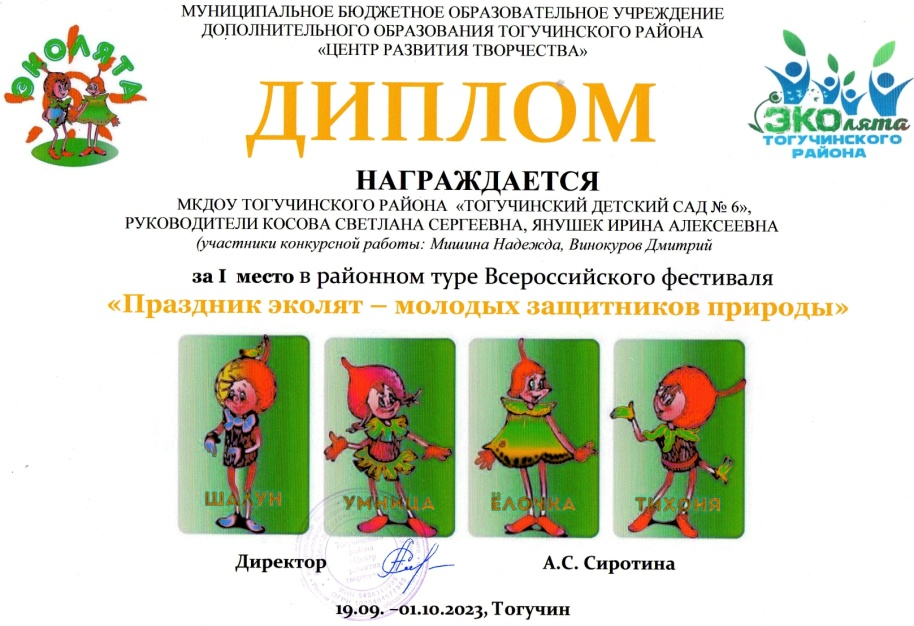 МУНИЦИПАЛЬНОЕ БЮДЖЕТНОЕ ОБРАЗОВАТЕЛЬНОЕ УЧРЕЖДЕНИЕ
ДОПОЛНИТЕЛЬНОГО ОБРАЗОВАНИЯ ТОГУЧИНСКОГО РАЙОНА
«ЦЕНТР РАЗВИТИЯ ТВОРЧЕСТВА»
ЭКОЛЯТА
ДИПЛОМ
ЭКОлята
ТОГУЧИНСКОГО
РАЙОНА
НАГРАЖДАЕТСЯ
МКДОУ ТОГУЧИНСКОГО РАЙОНА «ТОГУЧИНСКИЙ ДЕТСКИЙ САД № 6»,
РУКОВОДИТЕЛИ КОСОВА СВЕТЛАНА СЕРГЕЕВНА, ЯНУШЕК ИРИНА АЛЕКСЕЕВНА
(участники конкурсной работы: Мишина Надежда, Винокуров Дмитрий
за I место в районном туре Всероссийского фестиваля
«Праздник эколят – молодых защитников природы»
ШАЛУН
УМНИЦА
ЁЛОЧКА
ТИХОНЯ
Директор
А.С. Сиротина
19.09. –01.10.2023, Тогучин